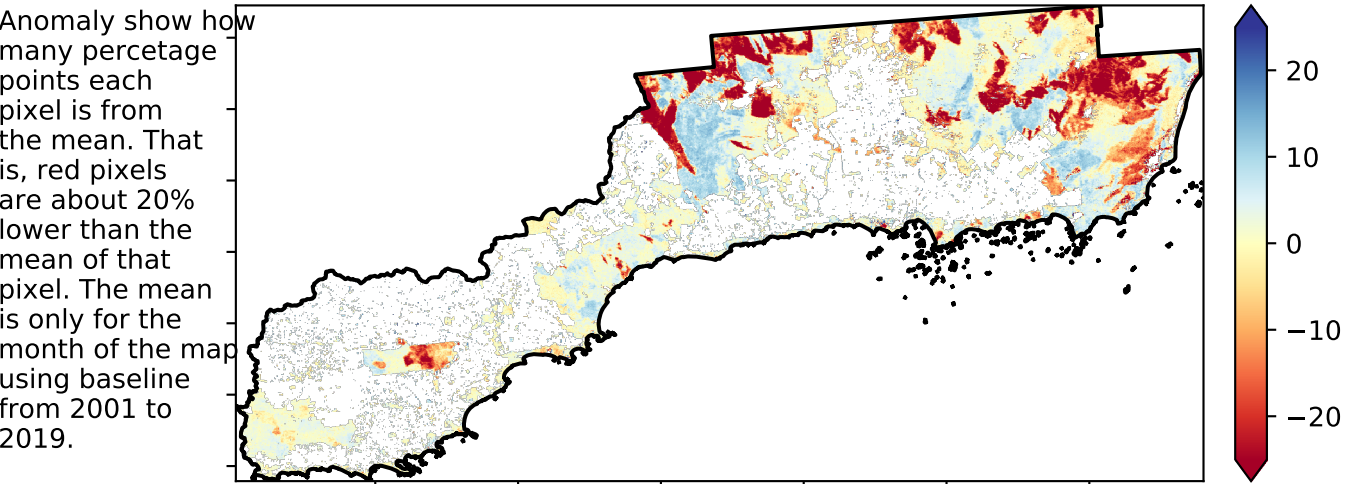 Anomaly show how
many percetage
points each
pixel is from
the mean. That
is, red pixels
are about 20%
lower than the
mean of that
pixel. The mean
is only for the
month of the map
using baseline
from 2001 to
2019.
20
10
0
−10
−20